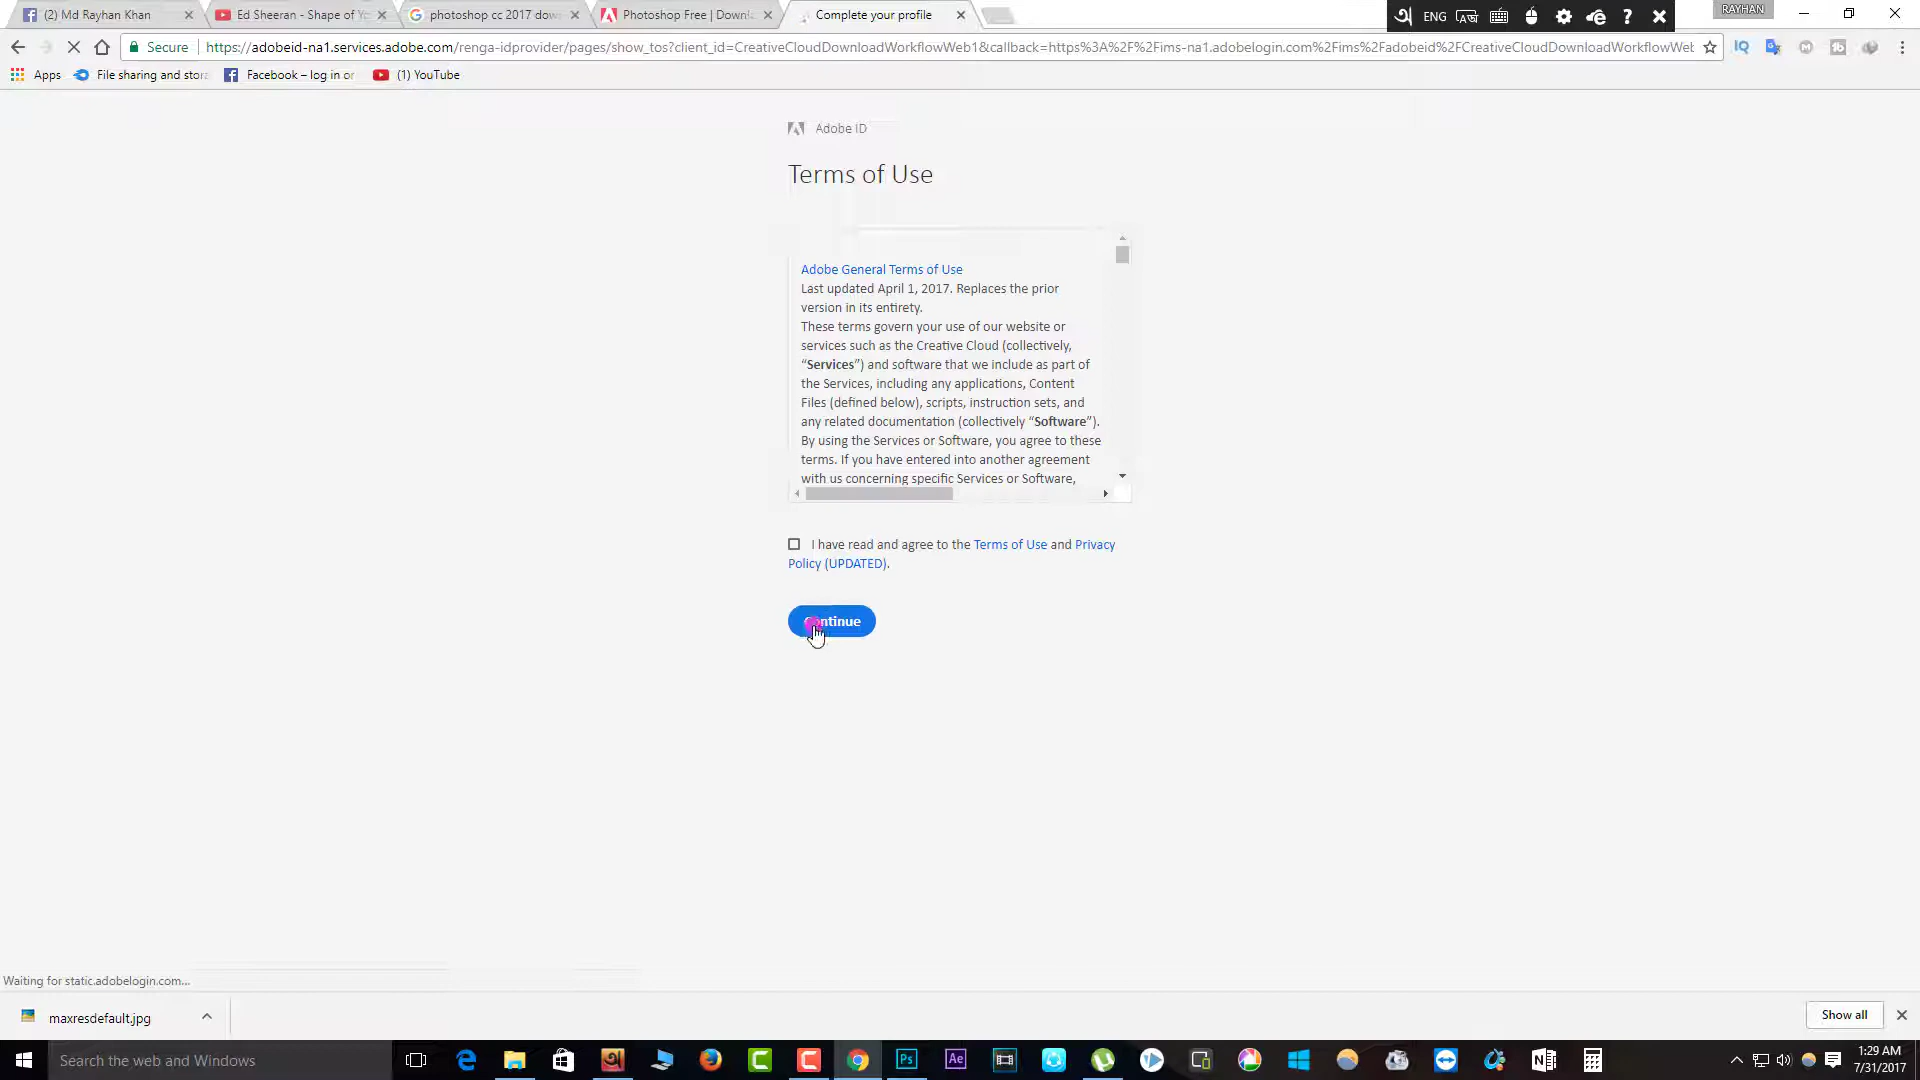 (2) Md Rayhan Khan
Ed Sheeran - Shape of Yo
photoshop cc 2017 dow
Photoshop Free | Downl
Complete your profile
ENG
RAYHAN
Secure
https://adobeid-na1.services.adobe.com/renga-idprovider/pages/show_tos?client_id=CreativeCloudDownloadWorkflowWeb1&callback=https%3A%2F%2Fims-na1.adobelogin.com%2Fims%2Fadobeid%2FCreativeCloudDownloadWorkflowWeb
Apps
File sharing and stora
Facebook – log in or
(1) YouTube
Adobe ID
Terms of Use
Adobe General Terms of Use
Last updated April 1, 2017. Replaces the prior
version in its entirety.
These terms govern your use of our website or
services such as the Creative Cloud (collectively,
“Services”) and software that we include as part of
the Services, including any applications, Content
Files (defined below), scripts, instruction sets, and
any related documentation (collectively “Software”).
By using the Services or Software, you agree to these
terms. If you have entered into another agreement
with us concerning specific Services or Software,
I have read and agree to the Terms of Use and Privacy
Policy (UPDATED).
Continue
Waiting for static.adobelogin.com...
maxresdefault.jpg
Show all
Search the web and Windows
Ps
Ae
1:29 AM
7/31/2017